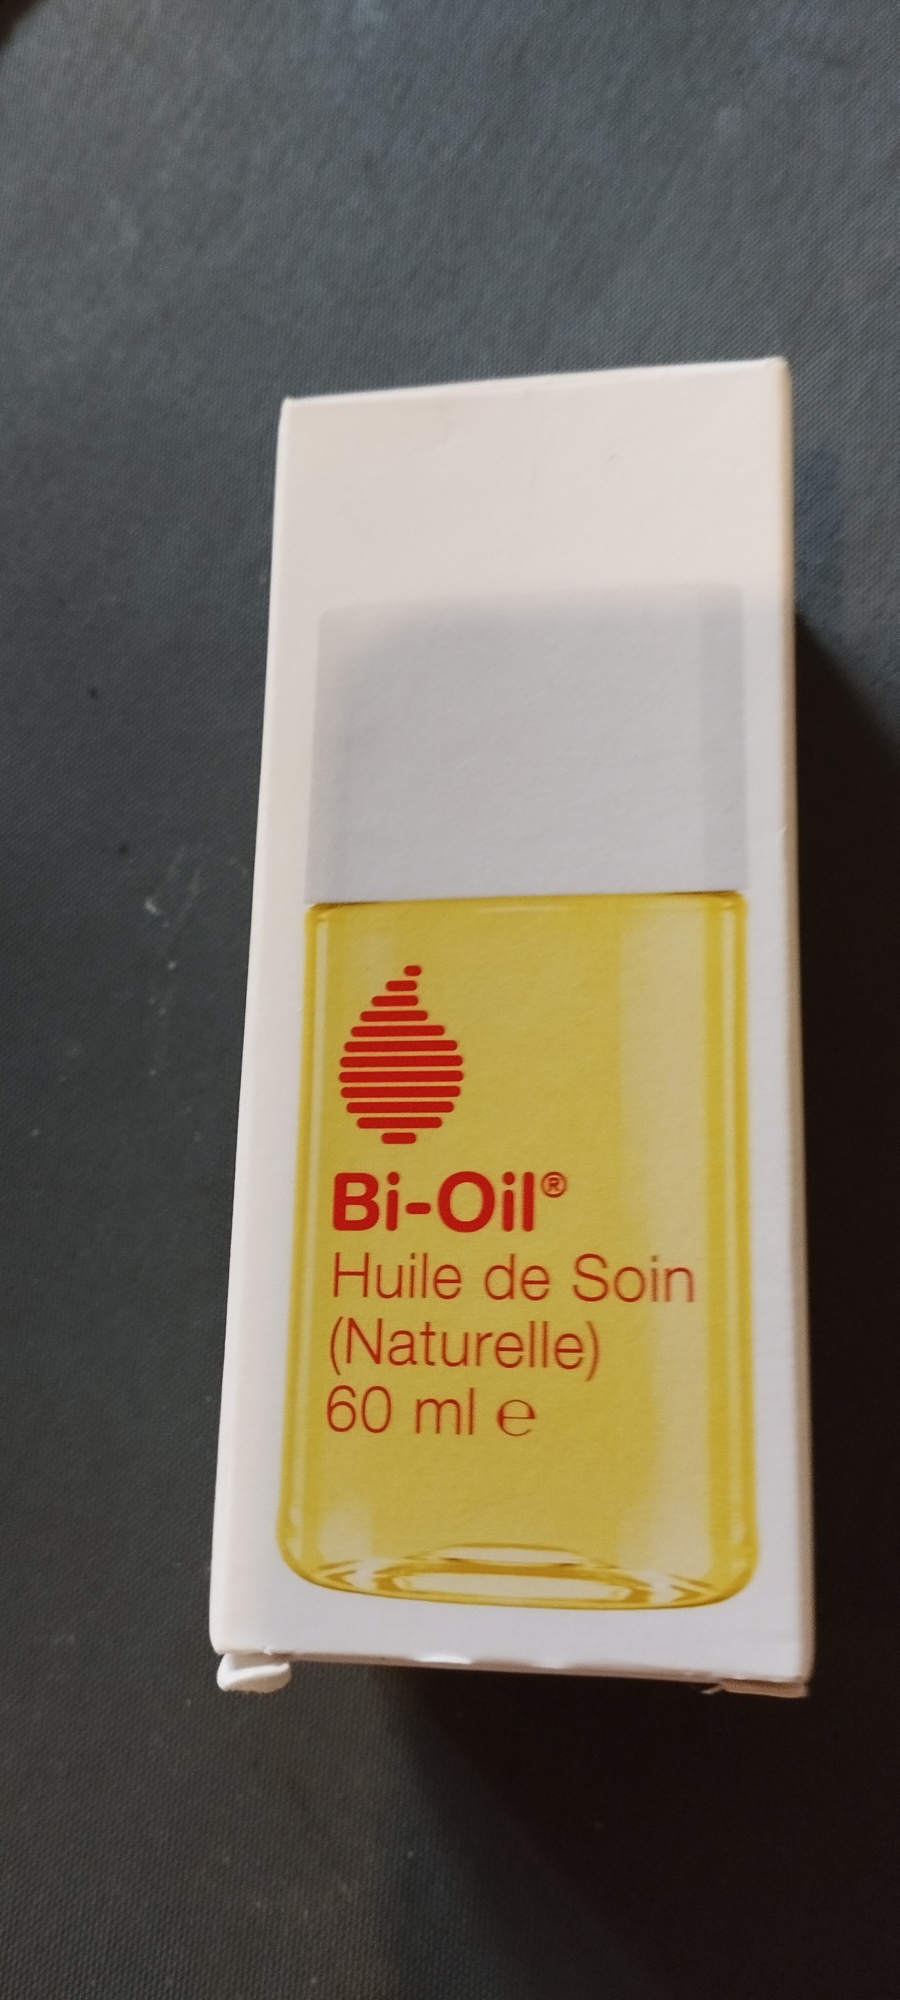 Bi-Oil®
Huile de Soin
(Naturelle)
60 ml ℮